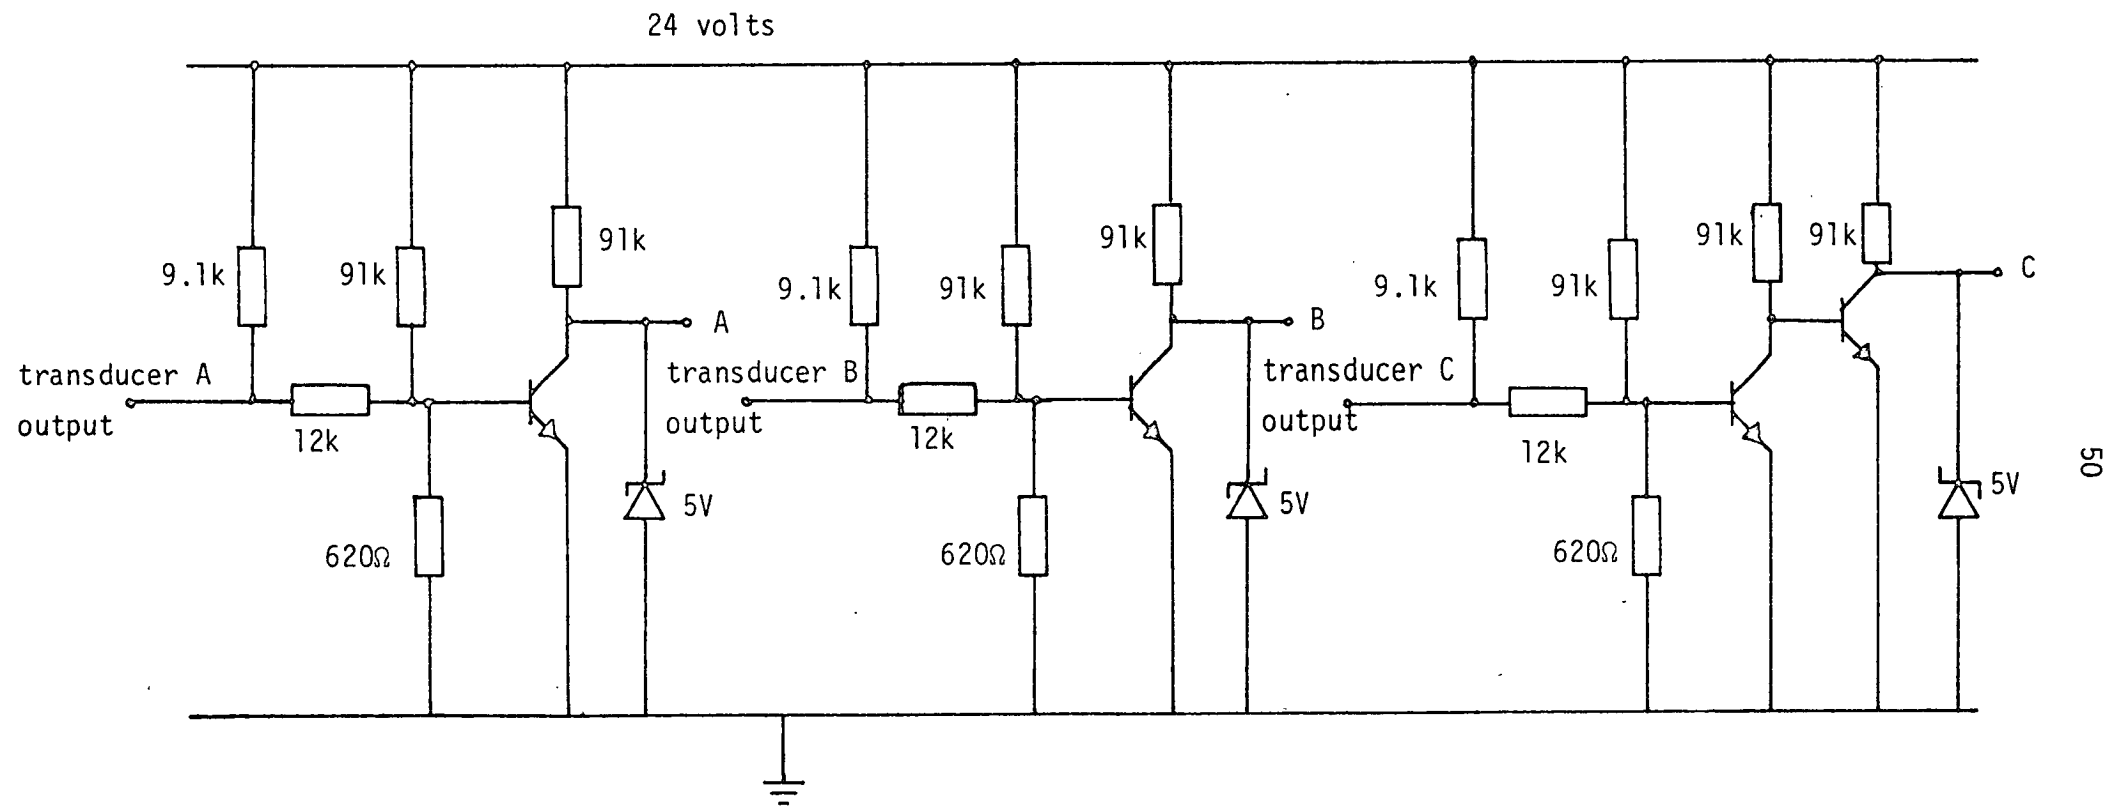 24 volts
9.1k
91k
91k
A
transducer A
output
12k
620Ω
5V
9.1k
91k
91k
B
transducer B
output
12k
620Ω
5V
9.1k
91k
91k
91k
C
transducer C
output
12k
620Ω
5V
50